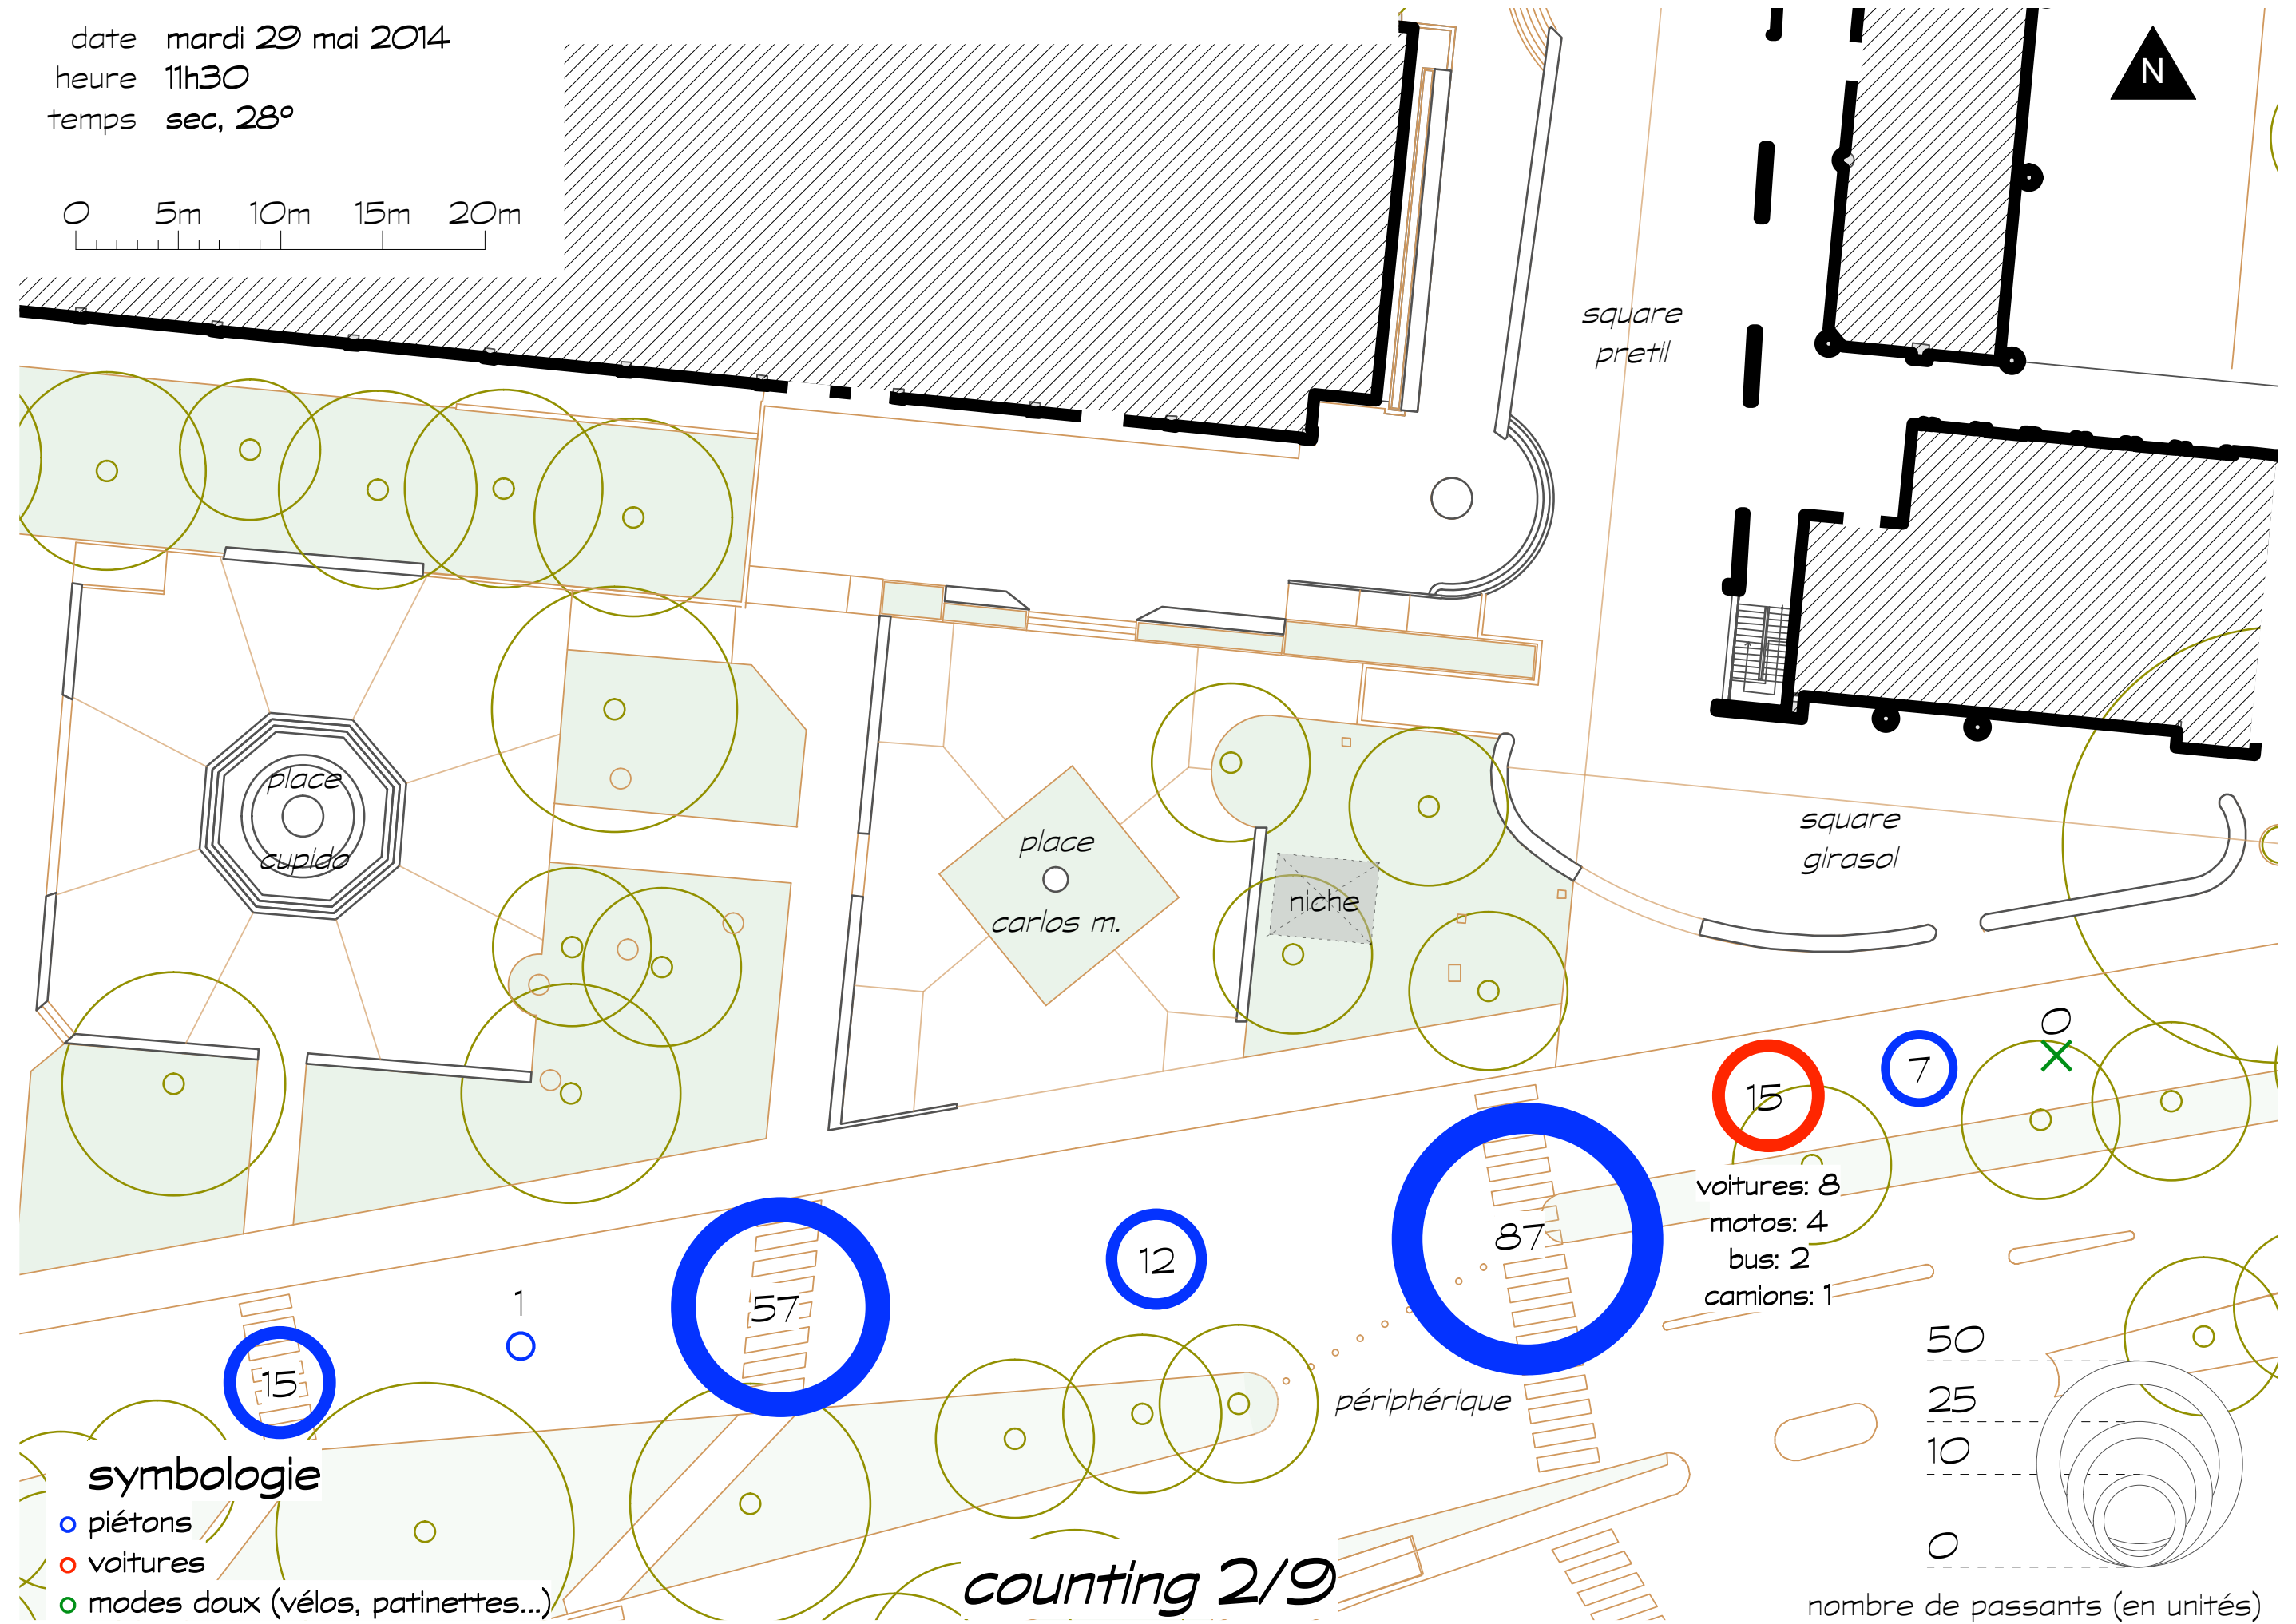 date mardi 29 mai 2014
heure 11h30
temps sec, 28°
0 5m 10m 15m 20m
N
square
pretil
place
cupido
place
carlos m.
niche
square
girasol
0
7
15
voitures: 8
motos: 4
bus: 2
camions: 1
87
12
57
1
15
périphérique
symbologie
piétons
voitures
modes doux (vélos, patinettes...)
counting 2/9
50
25
10
0
nombre de passants (en unités)